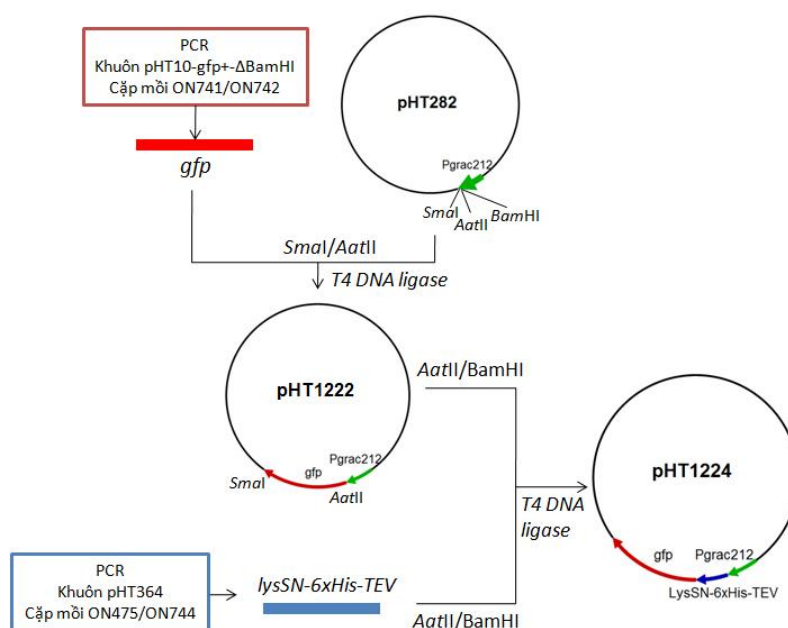 PCR
Khuôn pHT10-gfp+-ΔBamHI
Cặp mồi ON741/ON742
gfp
pHT282
Pgrac212
SmaI
AatII
BamHI
SmaI/AatII
T4 DNA ligase
pHT1222
Pgrac212
gfp
SmaI
AatII
AatII/BamHI
T4 DNA
ligase
pHT1224
gfp
Pgrac212
LysSN-6xHis-TEV
PCR
Khuôn pHT364
Cặp mồi ON475/ON744
lysSN-6xHis-TEV
AatII/BamHI